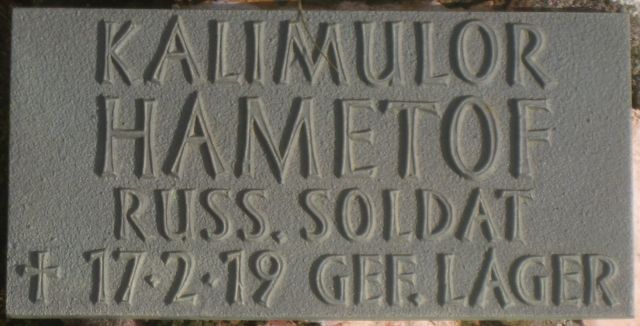 KALIMULOR
HAMETOF
RUSS. SOLDAT
† 17·2·19 GEF. LAGER